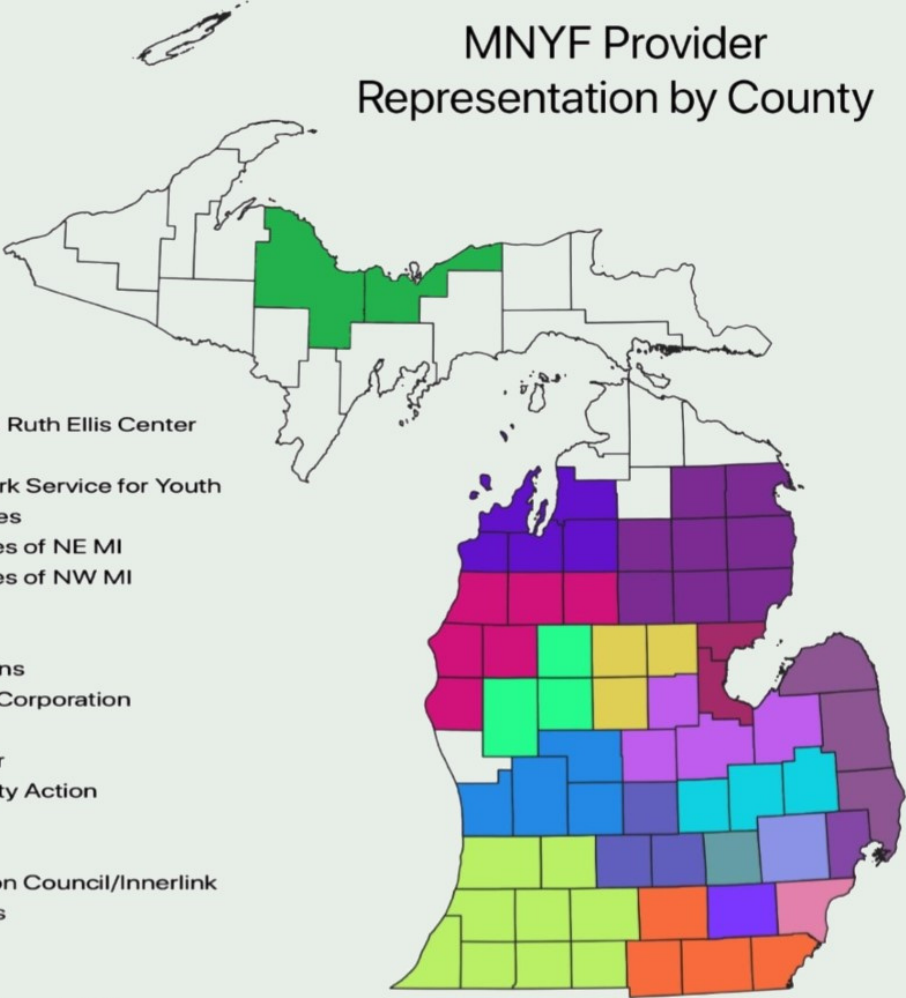 MNYF Provider
Representation by County
Ruth Ellis Center
rk Service for Youth
es
es of NE MI
es of NW MI
ns
Corporation
r
ty Action
on Council/Innerlink
s